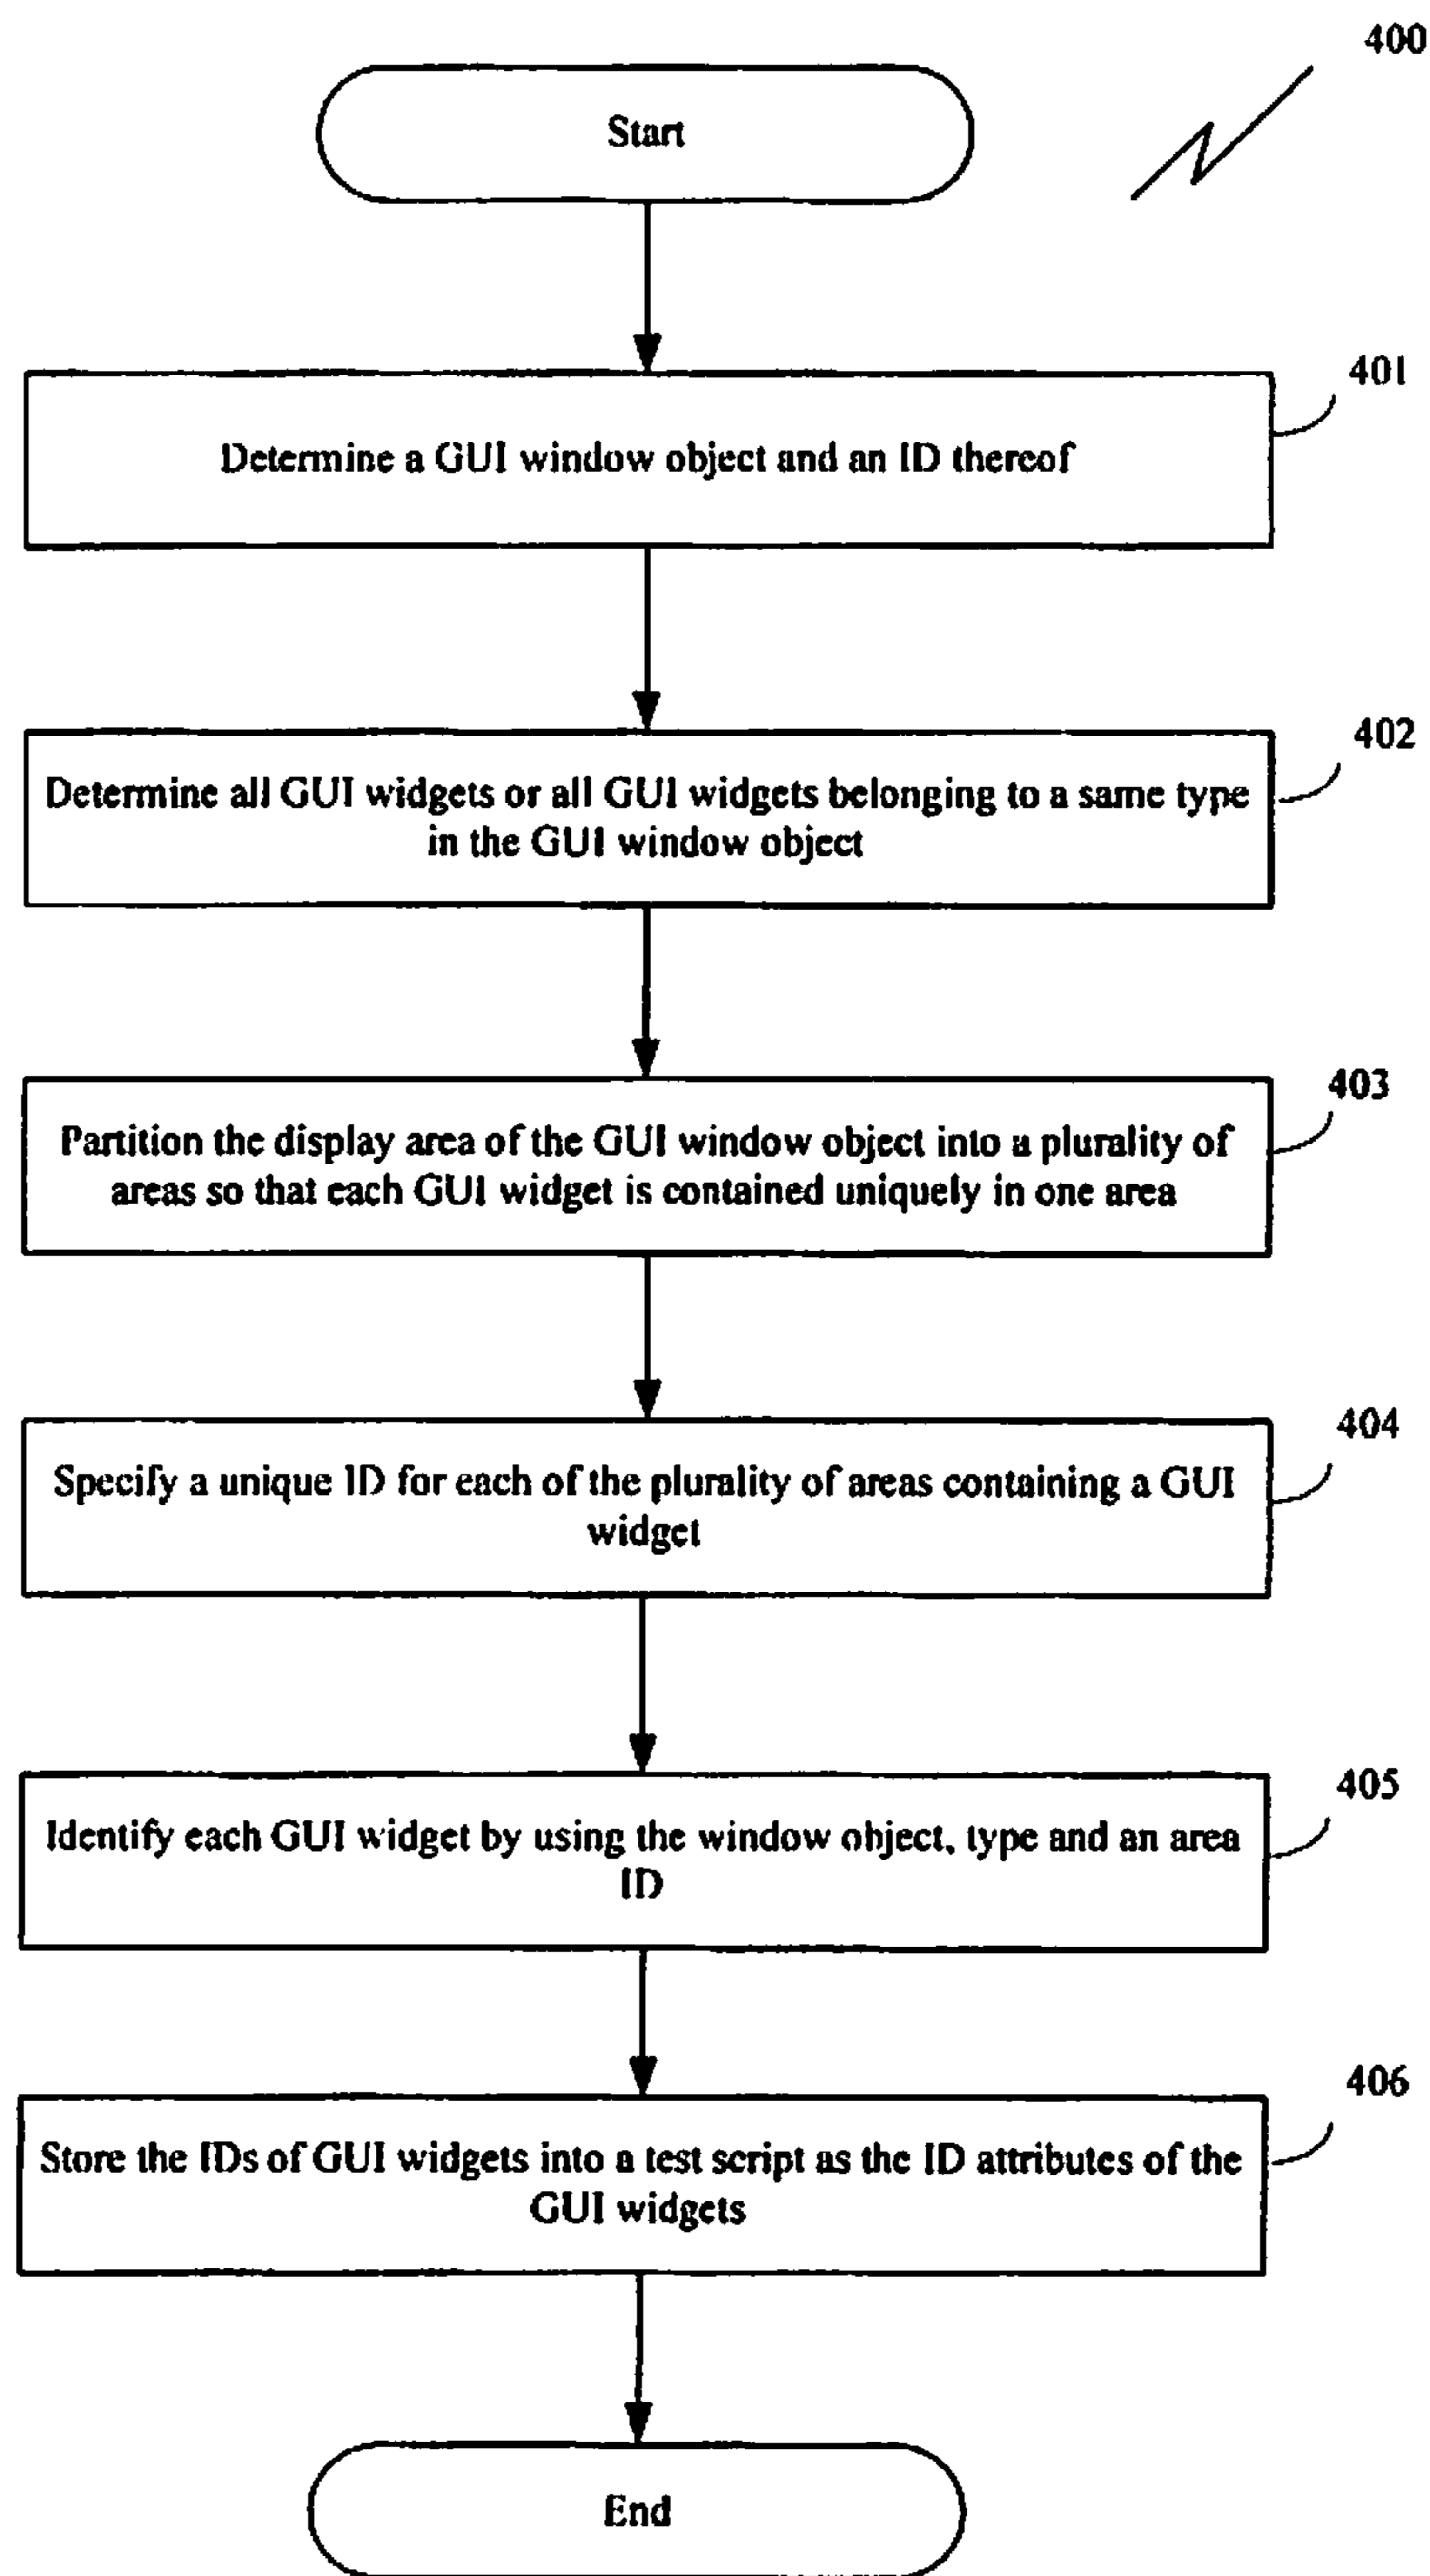 400
Start
401
Determine a GUI window object and an ID thereof
402
Determine all GUI widgets or all GUI widgets belonging to a same type
in the GUI window object
403
Partition the display area of the GUI window object into a plurality of
areas so that each GUI widget is contained uniquely in one area
404
Specify a unique ID for each of the plurality of areas containing a GUI
widget
405
Identify each GUI widget by using the window object, type and an area
ID
406
Store the IDs of GUI widgets into a test script as the ID attributes of the
GUI widgets
End